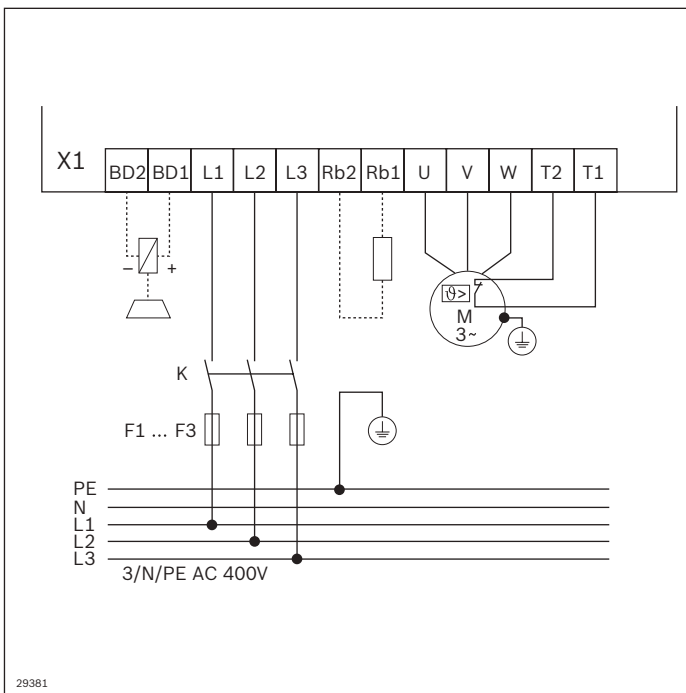 X1
BD2 BD1 L1 L2 L3 Rb2 Rb1 U V W T2 T1
– +
ϑ>
M
3~
K
F1 ... F3
PE
N
L1
L2
L3
3/N/PE AC 400V
29381